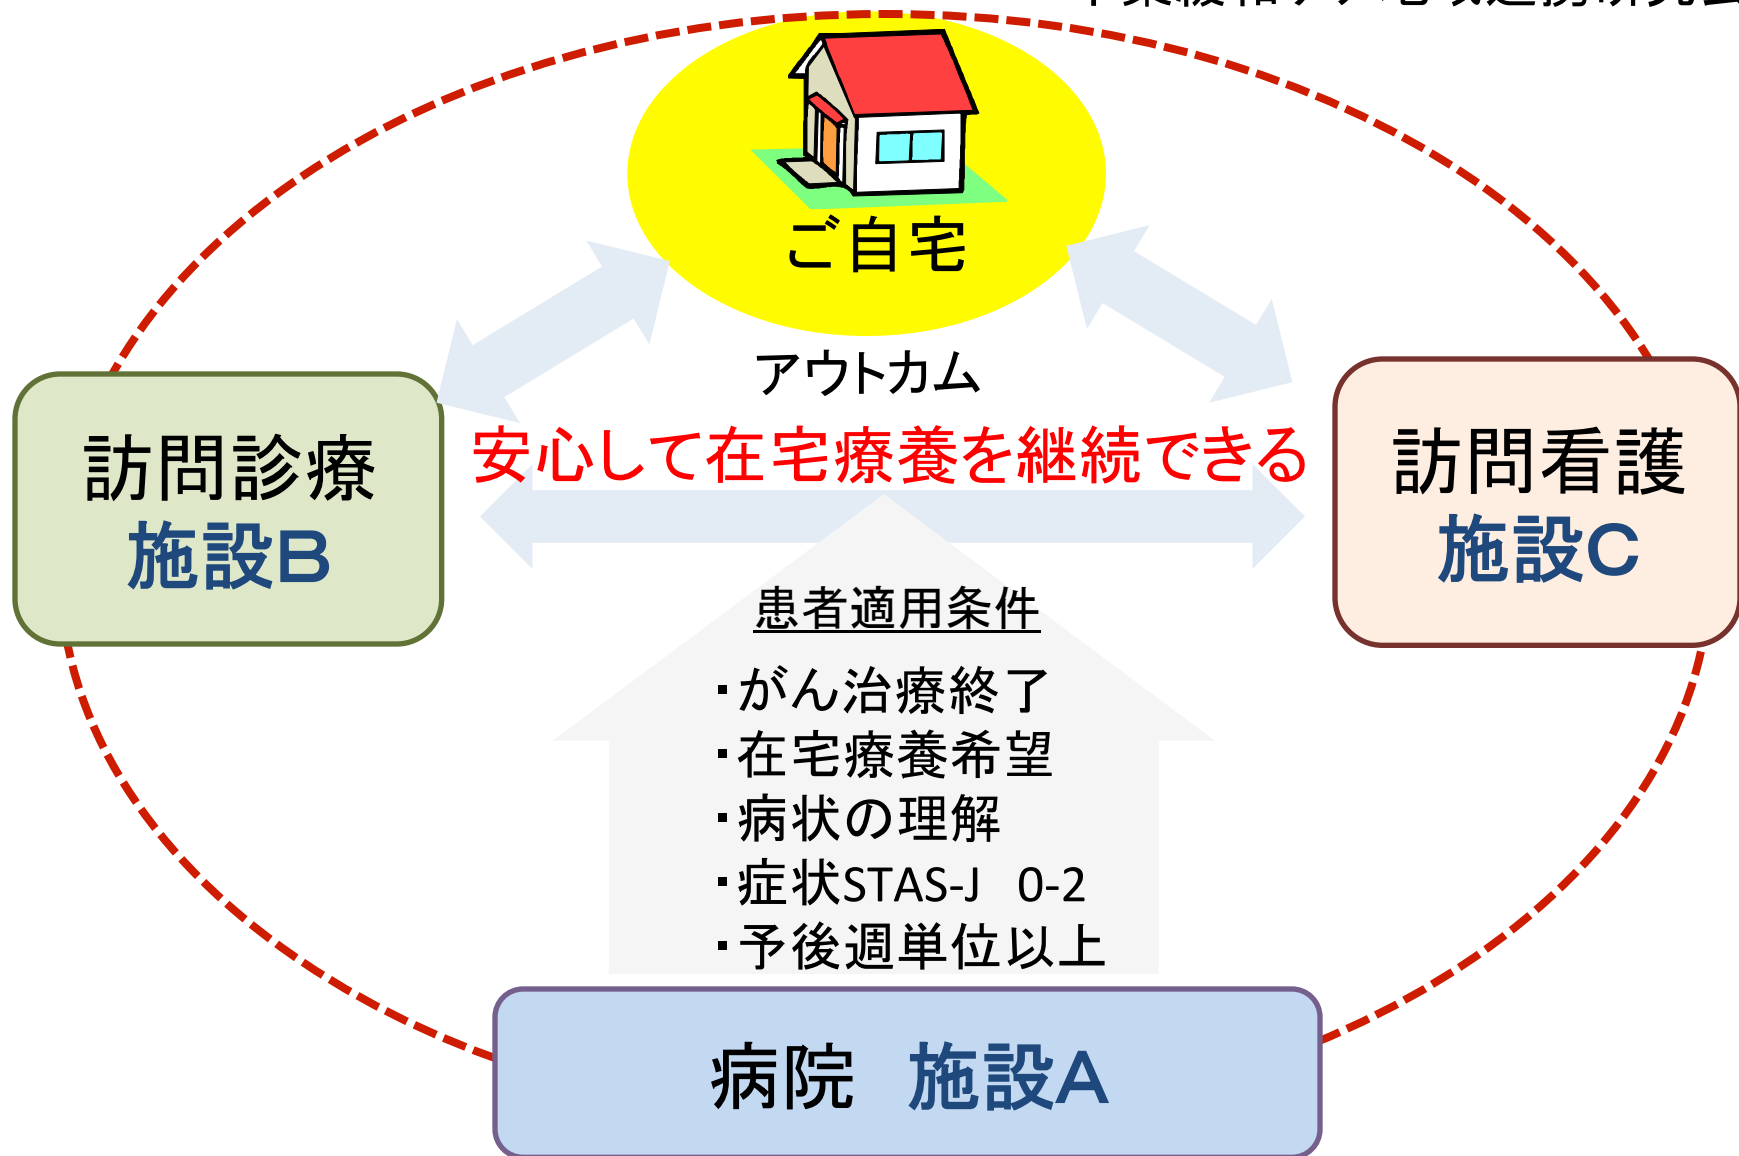 ご自宅
アウトカム
安心して在宅療養を継続できる
訪問診療
施設B
訪問看護
施設C
患者適用条件
・がん治療終了
・在宅療養希望
・病状の理解
・症状STAS-J　0-2
・予後週単位以上
病院　施設A